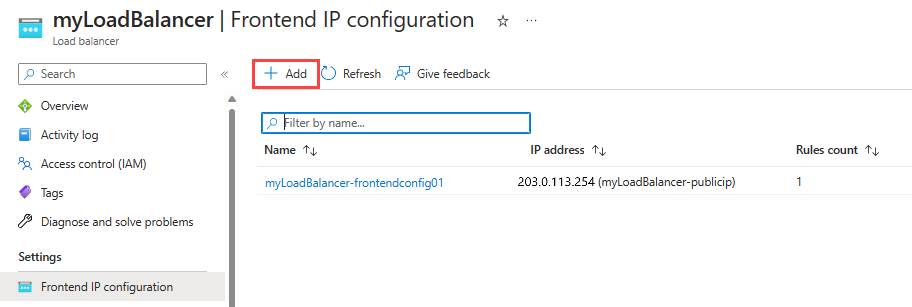 myLoadBalancer | Frontend IP configuration ☆ ...
Load balancer
Search «
+ Add Refresh Give feedback
Overview
Activity log
Access control (IAM)
Tags
Diagnose and solve problems
Settings
Frontend IP configuration
Filter by name...
Name ↑↓ IP address ↑↓ Rules count ↑↓
myLoadBalancer-frontendconfig01 203.0.113.254 (myLoadBalancer-publicip) 1